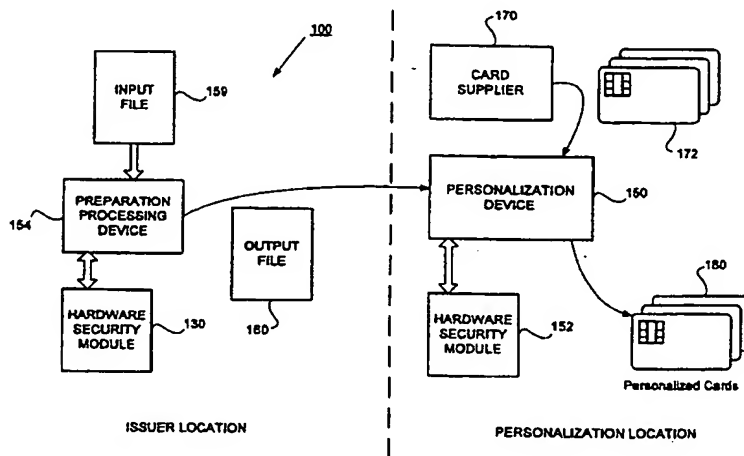 100
INPUT
FILE
159
PREPARATION
PROCESSING
DEVICE
154
OUTPUT
FILE
160
HARDWARE
SECURITY
MODULE
130
ISSUER LOCATION
170
CARD
SUPPLIER
172
PERSONALIZATION
DEVICE
150
HARDWARE
SECURITY
MODULE
152
180
Personalized Cards
PERSONALIZATION LOCATION